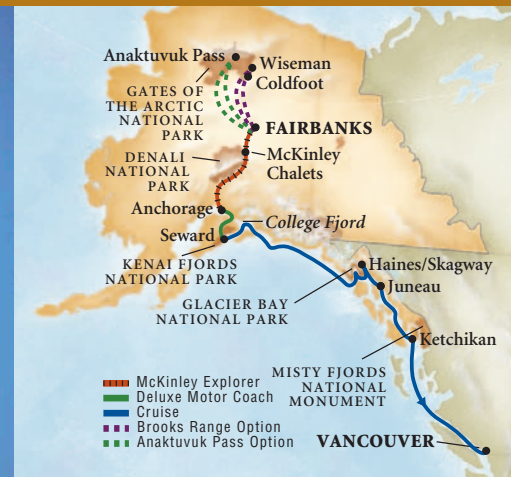 Anaktuvuk Pass
Wiseman
Coldfoot
GATES OF
THE ARCTIC
NATIONAL
PARK
FAIRBANKS
DENALI
NATIONAL
PARK
McKinley
Chalets
Anchorage
College Fjord
Seward
KENAI FJORDS
NATIONAL PARK
Haines/Skagway
Juneau
GLACIER BAY
NATIONAL PARK
Ketchikan
MISTY FJORDS
NATIONAL
MONUMENT
McKinley Explorer
Deluxe Motor Coach
Cruise
Brooks Range Option
Anaktuvuk Pass Option
VANCOUVER